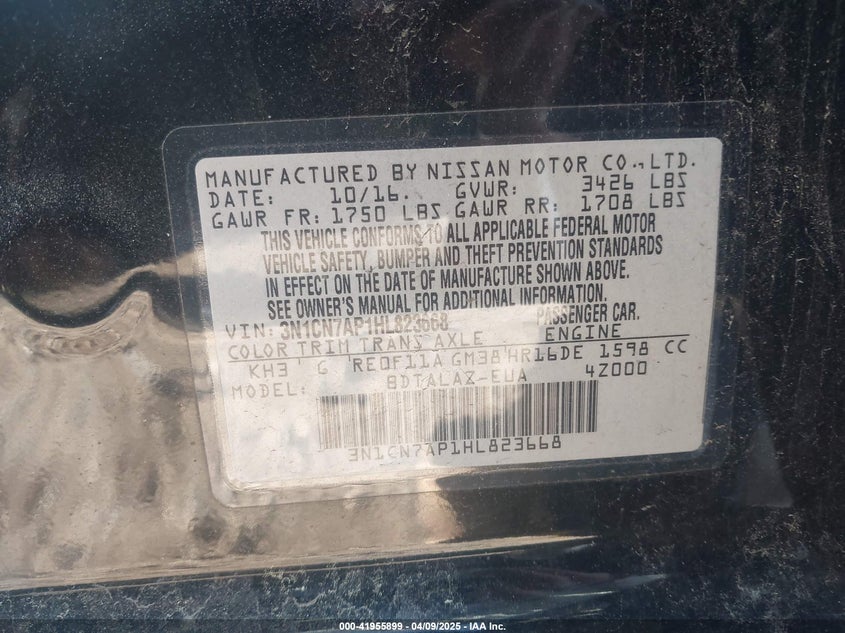 MANUFACTURED BY NISSAN MOTOR CO.,LTD.
DATE: 10/16. GVWR: 3426 LBS
GAWR FR: 1750 LBS GAWR RR: 1708 LBS
THIS VEHICLE CONFORMS TO ALL APPLICABLE FEDERAL MOTOR
VEHICLE SAFETY, BUMPER AND THEFT PREVENTION STANDARDS
IN EFFECT ON THE DATE OF MANUFACTURE SHOWN ABOVE.
SEE OWNER'S MANUAL FOR ADDITIONAL INFORMATION.
VIN: 3N1CN7AP1HL823668 PASSENGER CAR.
COLOR TRIM TRANS AXLE ENGINE
KH3 G RE0F11A GM38 HR16DE 1598 CC
MODEL: BDTALAZ-EUA 4Z000
3N1CN7AP1HL823668
000-41955899 - 04/09/2025 - IAA Inc.